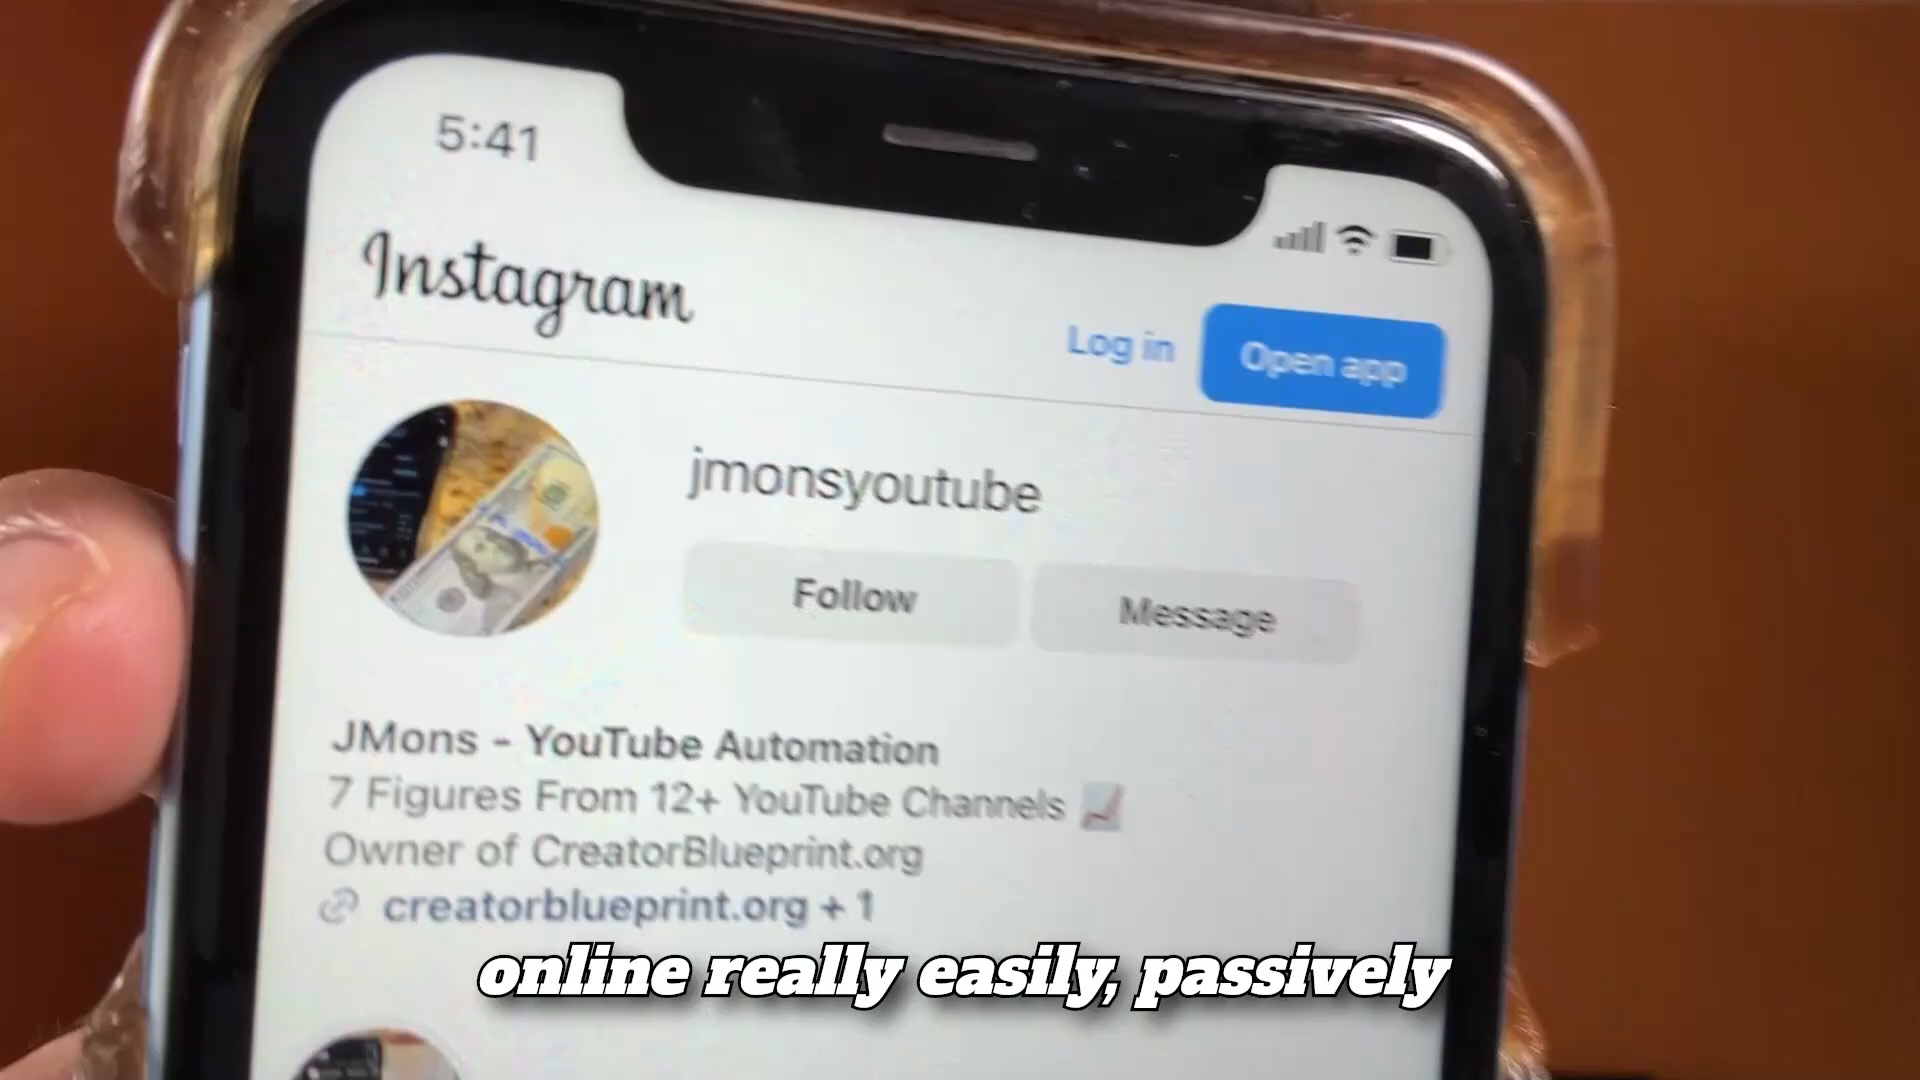 5:41
Instagram
Log in
Open app
jmonsyoutube
Follow
Message
JMons - YouTube Automation
7 Figures From 12+ YouTube Channels
Owner of CreatorBlueprint.org
creatorblueprint.org + 1
online really easily, passively